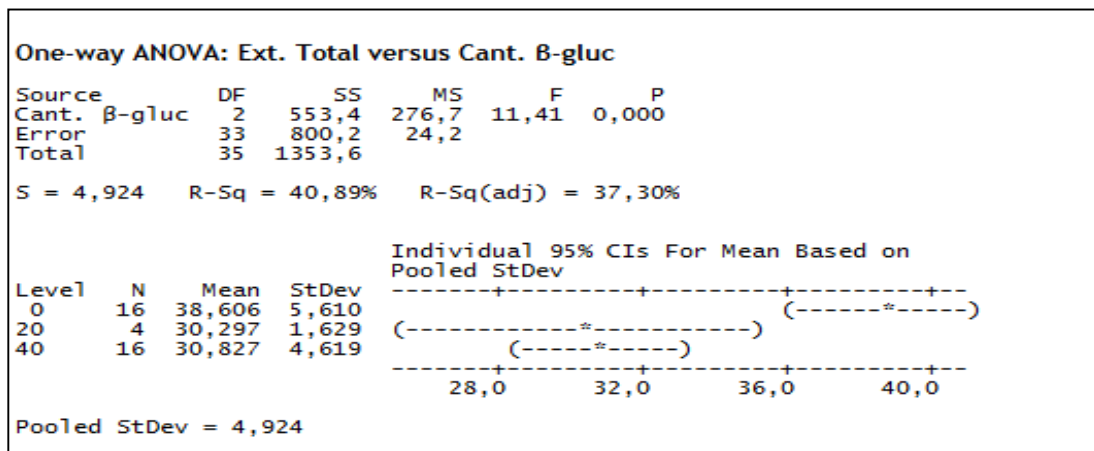 One-way ANOVA: Ext. Total versus Cant. β-gluc
Source DF SS MS F P
Cant. β-gluc 2 553,4 276,7 11,41 0,000
Error 33 800,2 24,2
Total 35 1353,6
S = 4,924 R-Sq = 40,89% R-Sq(adj) = 37,30%
Individual 95% CIs For Mean Based on
Pooled StDev
Level N Mean StDev -------+---------+---------+---------+--
0 16 38,606 5,610 (------*-----)
20 4 30,297 1,629 (------------*-----------)
40 16 30,827 4,619 (-----*-----)
-------+---------+---------+---------+--
28,0 32,0 36,0 40,0
Pooled StDev = 4,924